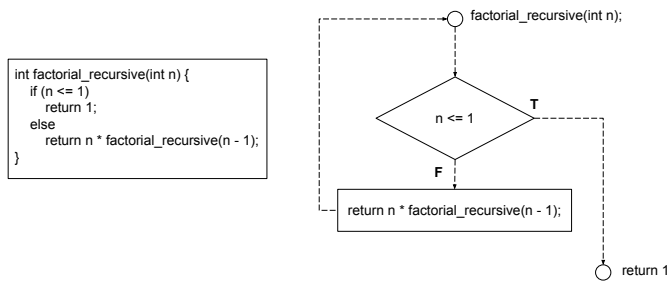 int factorial_recursive(int n) {
if (n <= 1)
return 1;
else
return n * factorial_recursive(n - 1);
}
factorial_recursive(int n);
n <= 1
T
F
return n * factorial_recursive(n - 1);
return 1